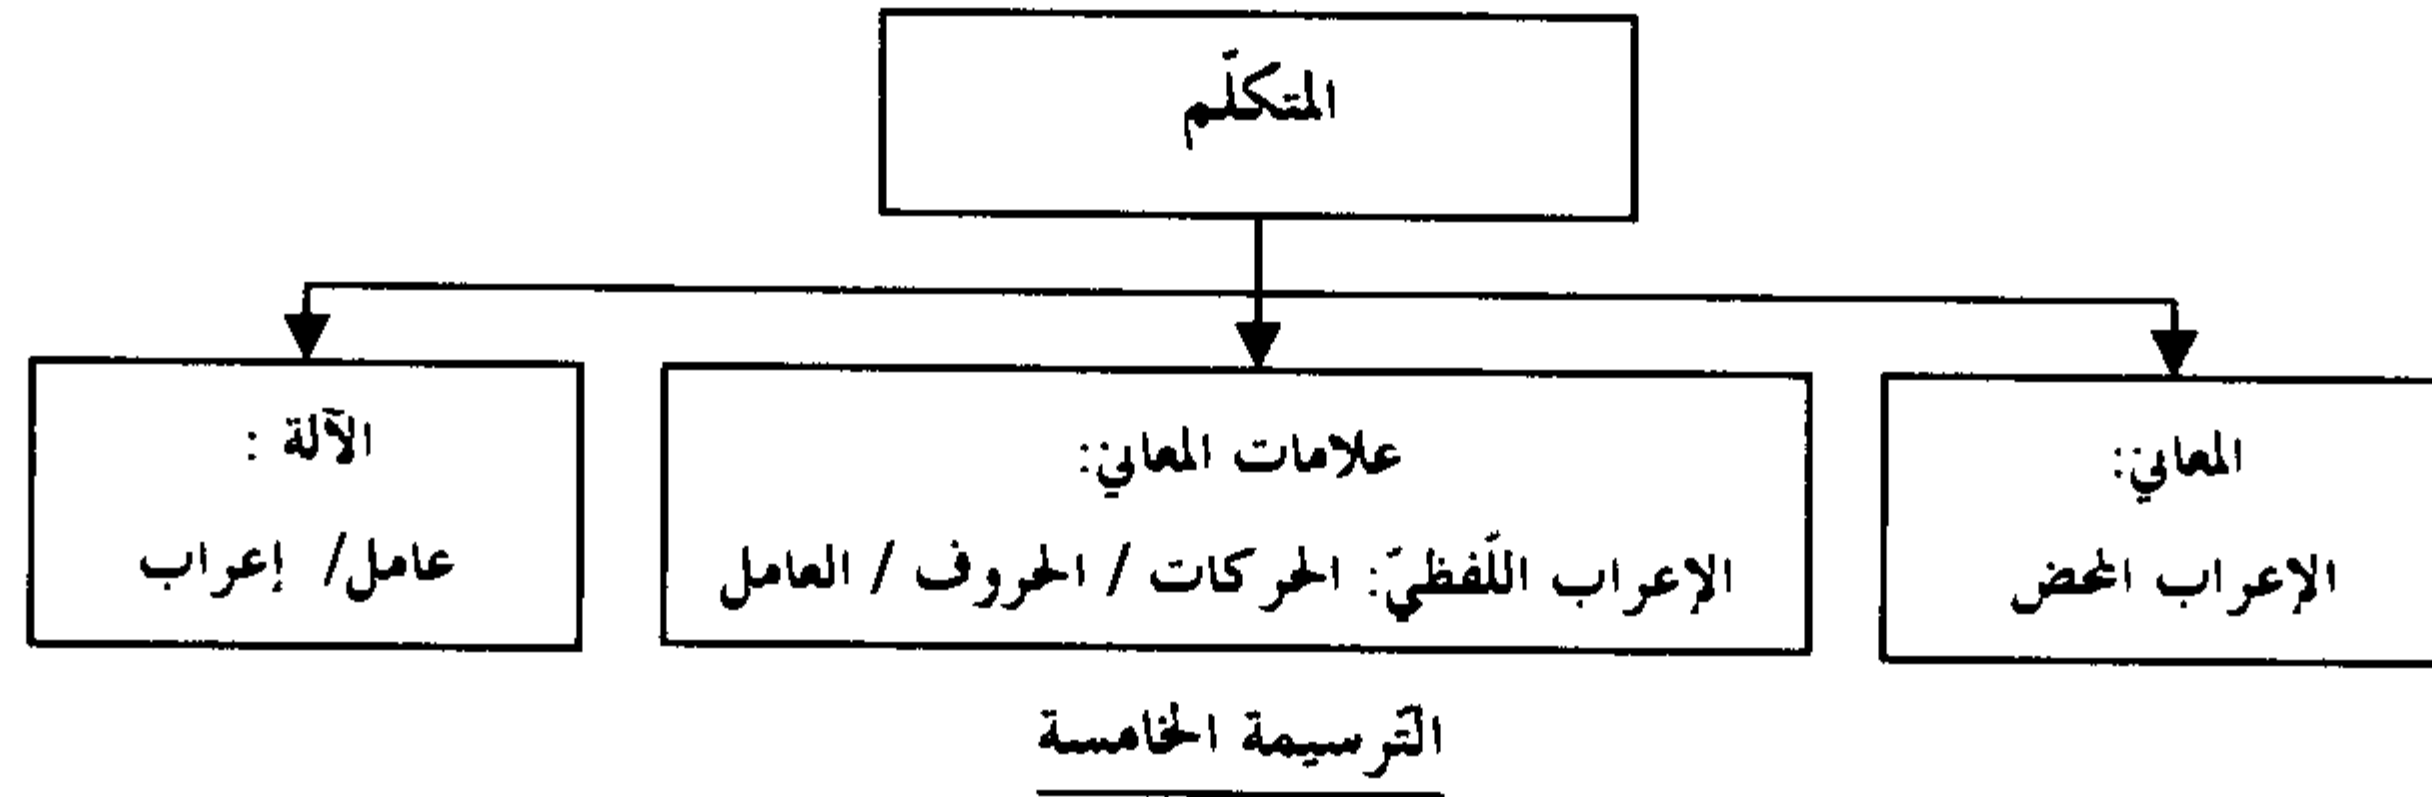 المتكلّم
المعاني:
الإعراب المحض
علامات المعاني:
الإعراب اللّفظيّ: الحركات / الحروف / العامل
الآلة :
عامل/ إعراب
التّرسيمة الخامسة